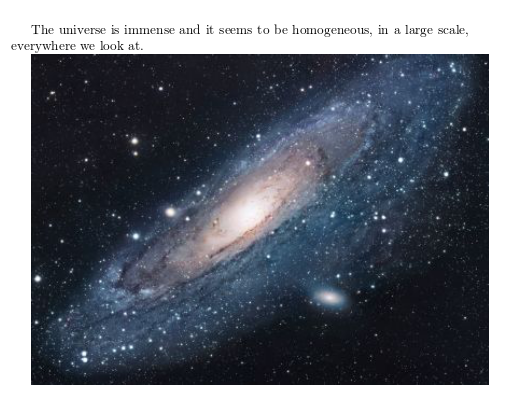 The universe is immense and it seems to be homogeneous, in a large scale,
everywhere we look at.